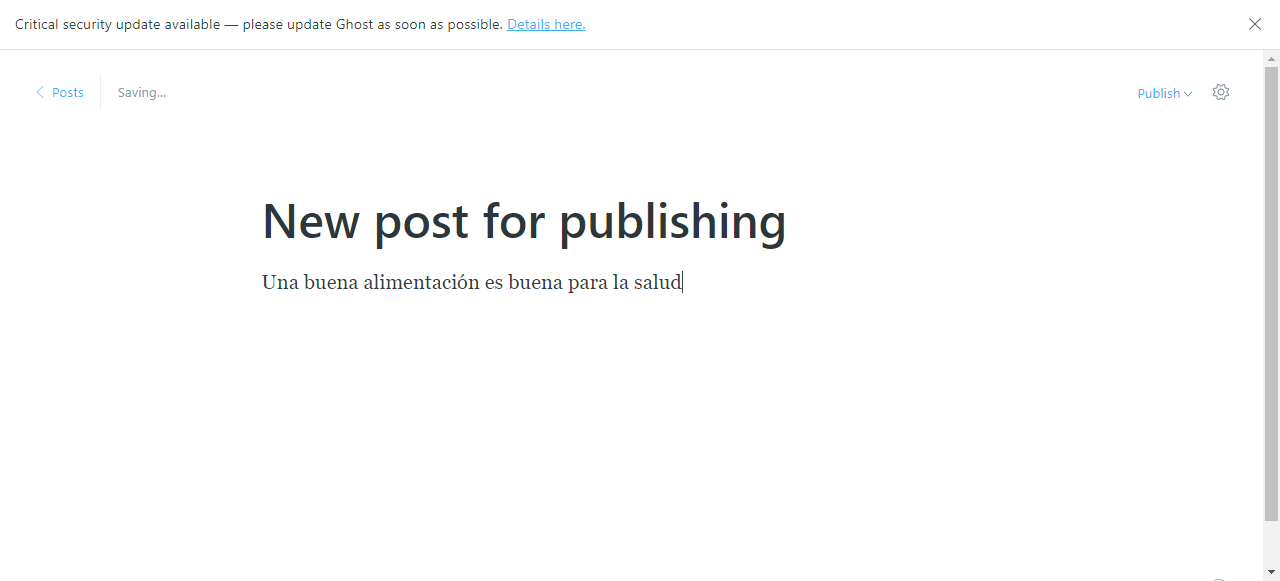 Critical security update available — please update Ghost as soon as possible. Details here.
Posts
Saving...
Publish
New post for publishing
Una buena alimentación es buena para la salud